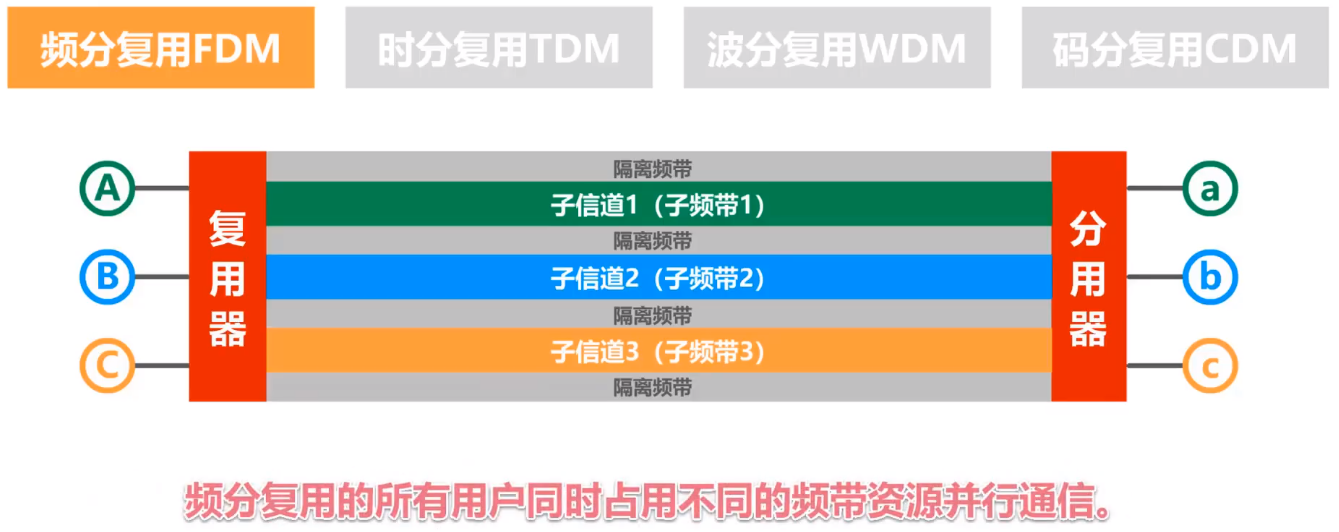 频分复用FDM
时分复用TDM
波分复用WDM
码分复用CDM
隔离频带
A
子信道1（子频带1）
a
隔离频带
B
复用器
子信道2（子频带2）
分用器
b
隔离频带
C
子信道3（子频带3）
c
隔离频带
频分复用的所有用户同时占用不同的频带资源并行通信。